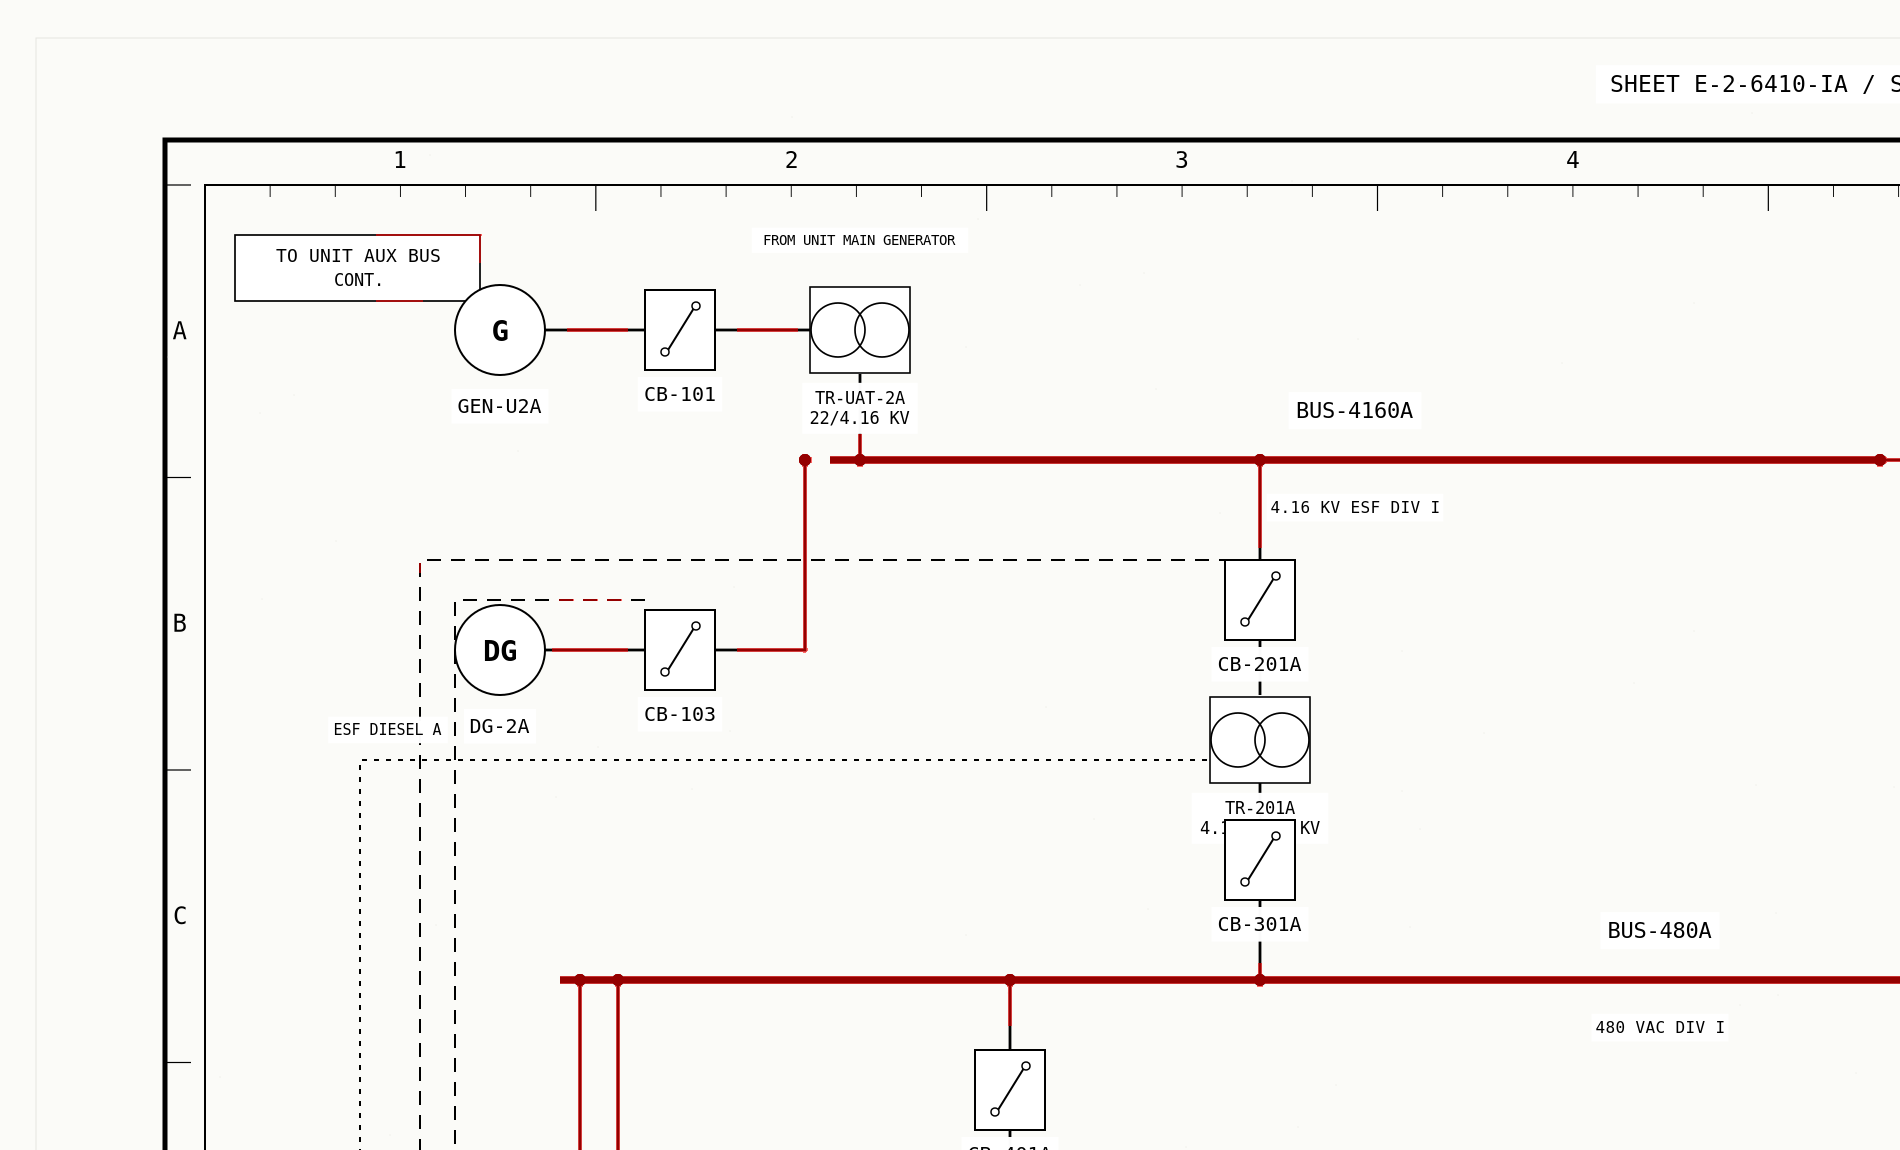 SHEET E-2-6410-IA / S
1 2 3 4
TO UNIT AUX BUS
CONT.
FROM UNIT MAIN GENERATOR
A
G
GEN-U2A
CB-101
TR-UAT-2A
22/4.16 KV
BUS-4160A
4.16 KV ESF DIV I
B
DG
DG-2A
CB-103
ESF DIESEL A
CB-201A
TR-201A
KV
C
CB-301A
BUS-480A
480 VAC DIV I